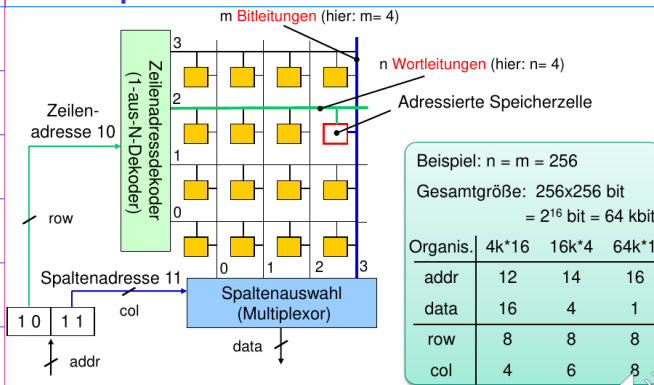 m Bitleitungen (hier: m= 4)
n Wortleitungen (hier: n= 4)
Adressierte Speicherzelle
Zeilenadressdekoder
(1-aus-N-Dekoder)
3
2
1
0
Zeilen-
adresse 10
row
Spaltenadresse 11
col
1 0 1 1
addr
0 1 2 3
Spaltenauswahl
(Multiplexor)
data
Beispiel: n = m = 256
Gesamtgröße: 256x256 bit
= 2¹⁶ bit = 64 kbit
Organis. 4k*16 16k*4 64k*1
addr 12 14 16
data 16 4 1
row 8 8 8
col 4 6 8